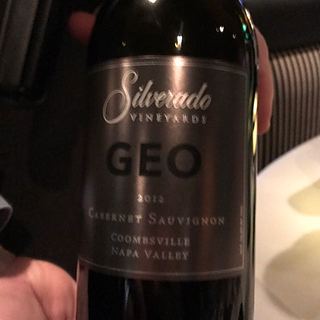 Silverado
VINEYARDS
GEO
2012
CABERNET SAUVIGNON
COOMBSVILLE
NAPA VALLEY